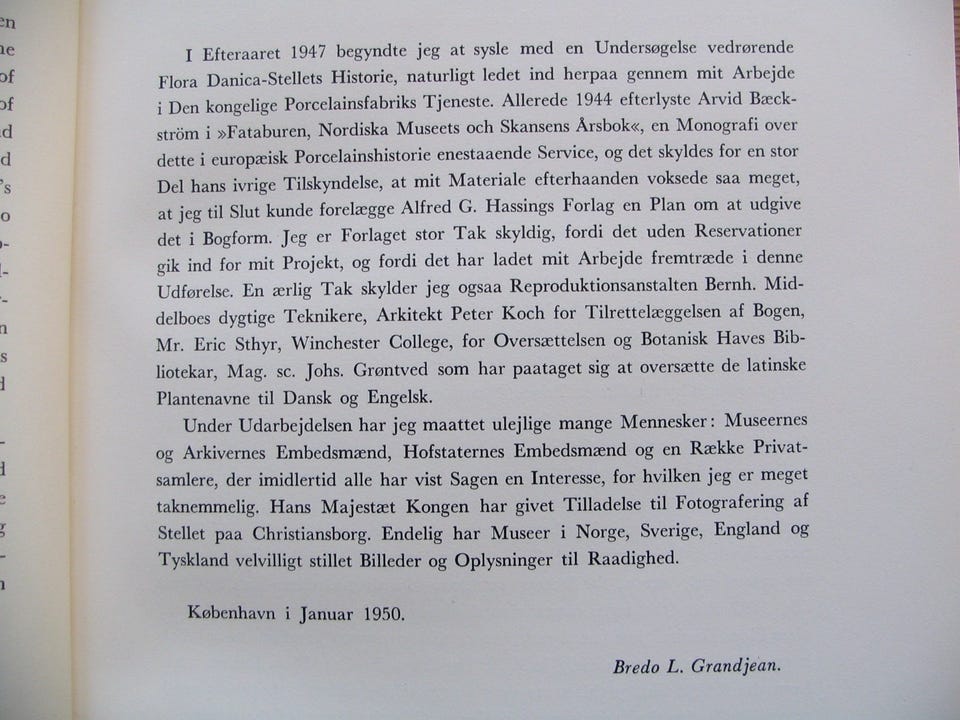 I Efteraaret 1947 begyndte jeg at sysle med en Undersøgelse vedrørende
Flora Danica-Stellets Historie, naturligt ledet ind herpaa gennem mit Arbejde
i Den kongelige Porcelainsfabriks Tjeneste. Allerede 1944 efterlyste Arvid Bæck-
ström i »Fataburen, Nordiska Museets och Skansens Årsbok«, en Monografi over
dette i europæisk Porcelainshistorie enestaaende Service, og det skyldes for en stor
Del hans ivrige Tilskyndelse, at mit Materiale efterhaanden voksede saa meget,
at jeg til Slut kunde forelægge Alfred G. Hassings Forlag en Plan om at udgive
det i Bogform. Jeg er Forlaget stor Tak skyldig, fordi det uden Reservationer
gik ind for mit Projekt, og fordi det har ladet mit Arbejde fremtræde i denne
Udførelse. En ærlig Tak skylder jeg ogsaa Reproduktionsanstalten Bernh. Mid-
delboes dygtige Teknikere, Arkitekt Peter Koch for Tilrettelæggelsen af Bogen,
Mr. Eric Sthyr, Winchester College, for Oversættelsen og Botanisk Haves Bib-
liotekar, Mag. sc. Johs. Grøntved som har paataget sig at oversætte de latinske
Plantenavne til Dansk og Engelsk.
Under Udarbejdelsen har jeg maattet ulejlige mange Mennesker: Museernes
og Arkivernes Embedsmænd, Hofstaternes Embedsmænd og en Række Privat-
samlere, der imidlertid alle har vist Sagen en Interesse, for hvilken jeg er meget
taknemmelig. Hans Majestæt Kongen har givet Tilladelse til Fotografering af
Stellet paa Christiansborg. Endelig har Museer i Norge, Sverige, England og
Tyskland velvilligt stillet Billeder og Oplysninger til Raadighed.
København i Januar 1950.
Bredo L. Grandjean.